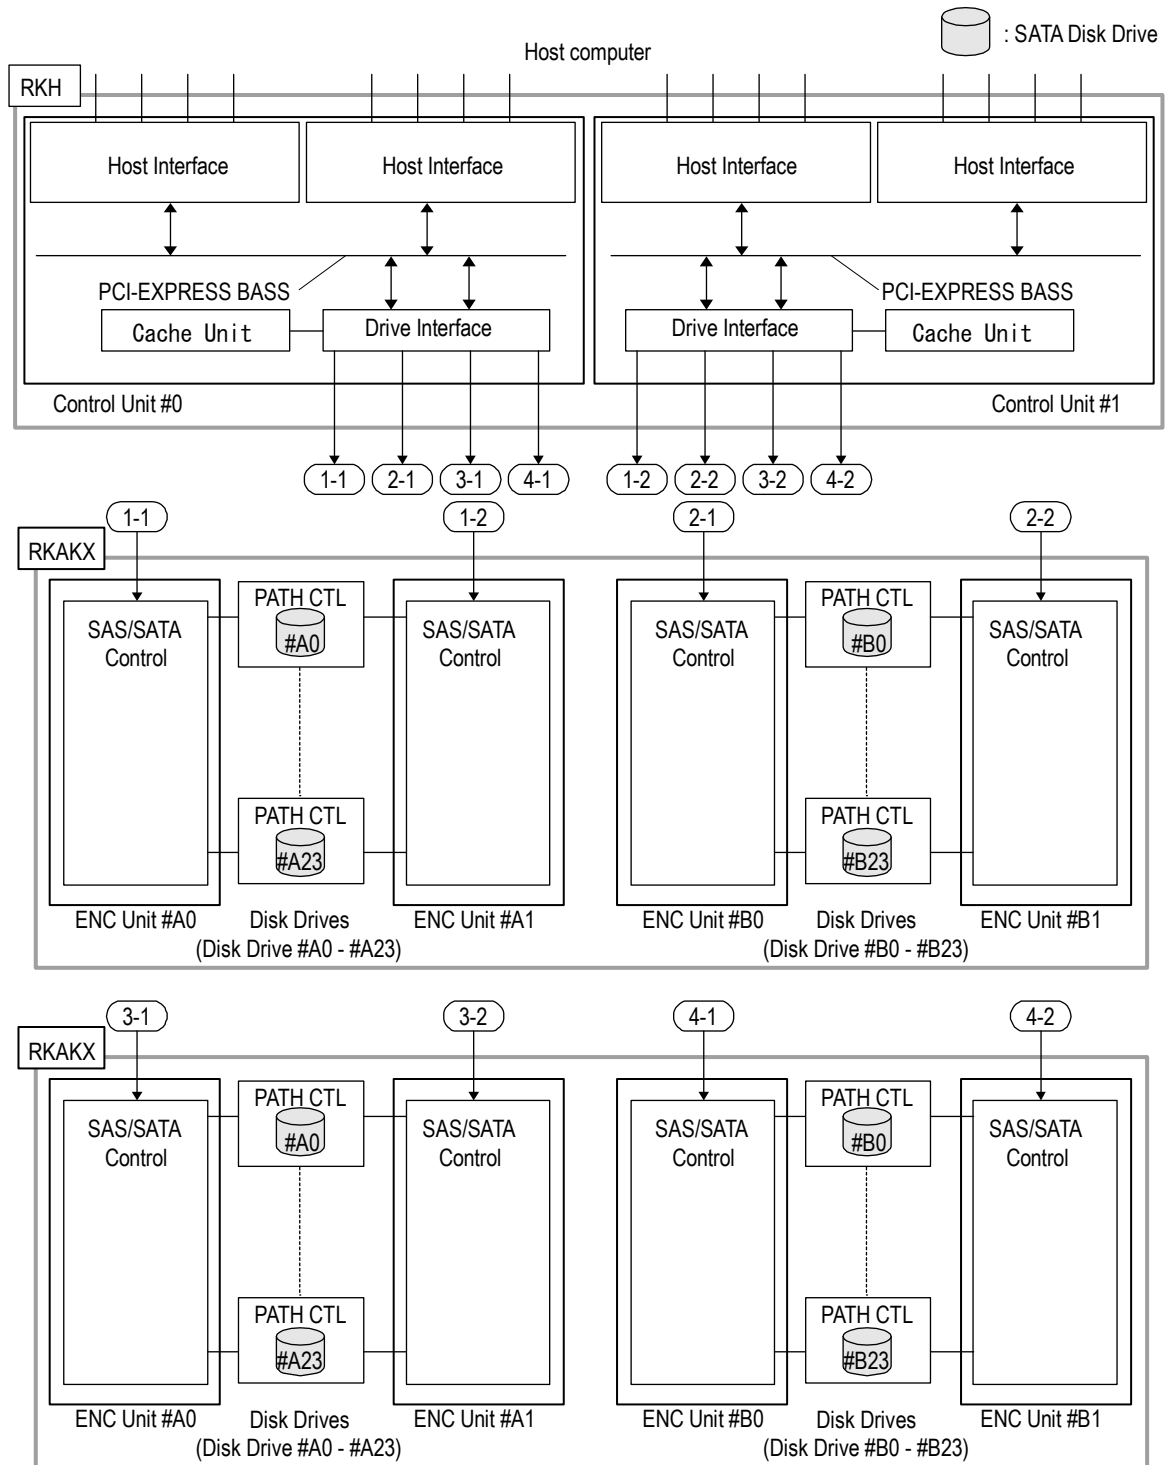 : SATA Disk Drive
Host computer
RKH
Host Interface
Host Interface
Host Interface
Host Interface
PCI-EXPRESS BASS
PCI-EXPRESS BASS
Cache Unit
Drive Interface
Drive Interface
Cache Unit
Control Unit #0
Control Unit #1
1-1
2-1
3-1
4-1
1-2
2-2
3-2
4-2
1-1
1-2
2-1
2-2
RKAKX
PATH CTL
#A0
PATH CTL
#B0
SAS/SATA
Control
SAS/SATA
Control
SAS/SATA
Control
SAS/SATA
Control
PATH CTL
#A23
PATH CTL
#B23
ENC Unit #A0
Disk Drives
(Disk Drive #A0 - #A23)
ENC Unit #A1
ENC Unit #B0
Disk Drives
(Disk Drive #B0 - #B23)
ENC Unit #B1
3-1
3-2
4-1
4-2
RKAKX
PATH CTL
#A0
PATH CTL
#B0
SAS/SATA
Control
SAS/SATA
Control
SAS/SATA
Control
SAS/SATA
Control
PATH CTL
#A23
PATH CTL
#B23
ENC Unit #A0
Disk Drives
(Disk Drive #A0 - #A23)
ENC Unit #A1
ENC Unit #B0
Disk Drives
(Disk Drive #B0 - #B23)
ENC Unit #B1